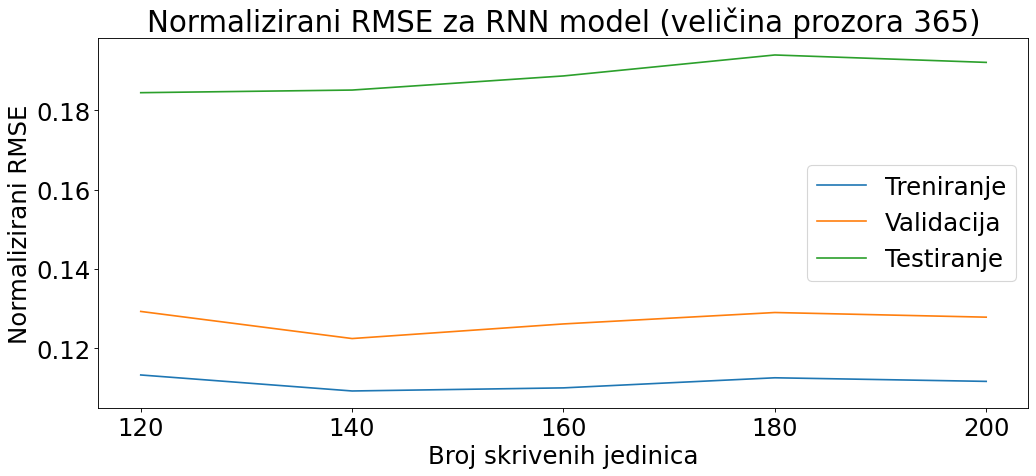 Normalizirani RMSE za RNN model (veličina prozora 365)
Normalizirani RMSE
0.18
0.16
0.14
0.12
Treniranje
Validacija
Testiranje
120 140 160 180 200
Broj skrivenih jedinica